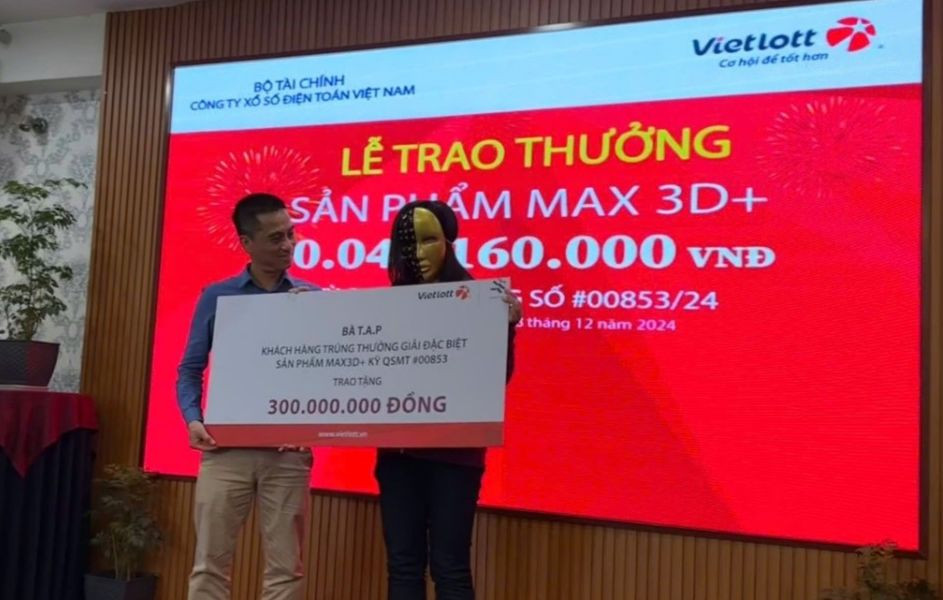 BỘ TÀI CHÍNH
CÔNG TY XỔ SỐ ĐIỆN TOÁN VIỆT NAM
Vietlott
Cơ hội để tốt hơn
LỄ TRAO THƯỞNG
SẢN PHẨM MAX 3D+
160.000 VNĐ
SỐ #00853/24
tháng 12 năm 2024
Vietlott
BÀ T.A.P
KHÁCH HÀNG TRÚNG THƯỞNG GIẢI ĐẶC BIỆT
SẢN PHẨM MAX3D+ KỲ QSMT #00853
TRAO TẶNG
300.000.000 ĐỒNG
www.vietlott.vn